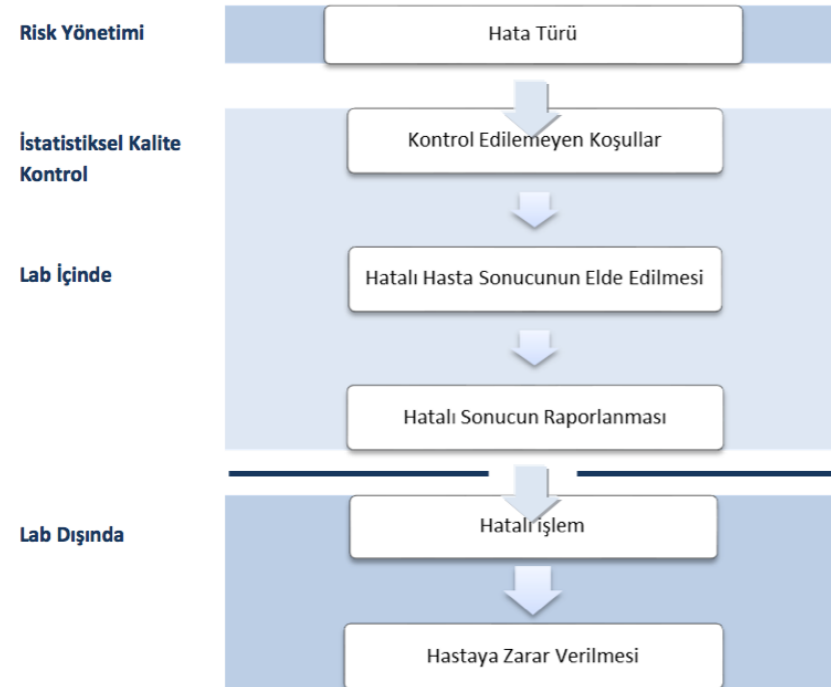 Risk Yönetimi
Hata Türü
İstatistiksel Kalite
Kontrol
Kontrol Edilemeyen Koşullar
Lab İçinde
Hatalı Hasta Sonucunun Elde Edilmesi
Hatalı Sonucun Raporlanması
Lab Dışında
Hatalı işlem
Hastaya Zarar Verilmesi